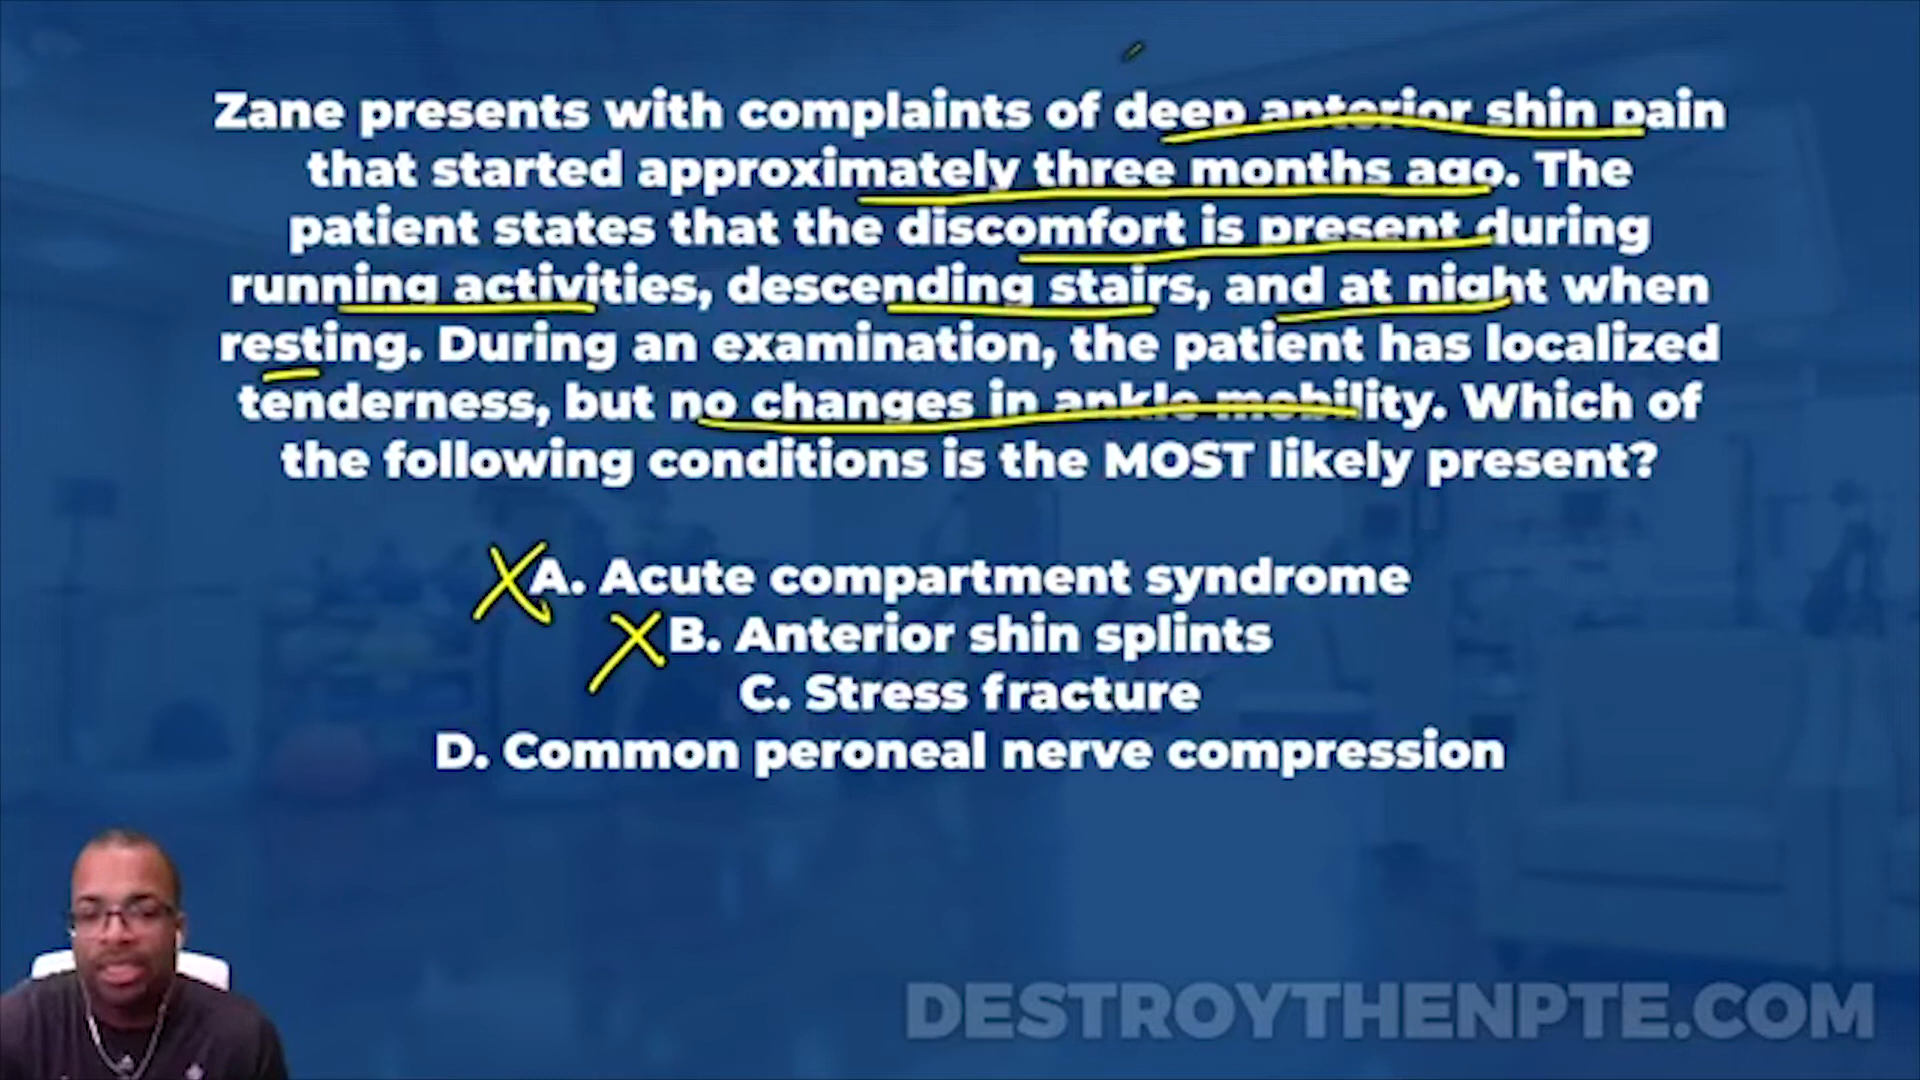 Zane presents with complaints of deep anterior shin pain
that started approximately three months ago. The
patient states that the discomfort is present during
running activities, descending stairs, and at night when
resting. During an examination, the patient has localized
tenderness, but no changes in ankle mobility. Which of
the following conditions is the MOST likely present?
A. Acute compartment syndrome
B. Anterior shin splints
C. Stress fracture
D. Common peroneal nerve compression
DESTROYTHENPTE.COM